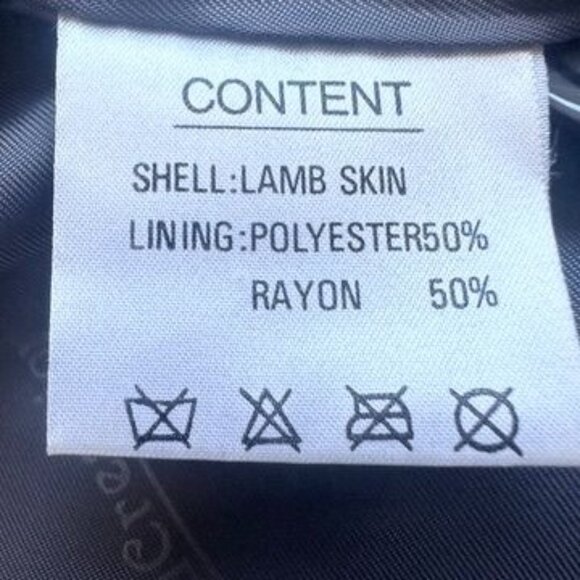 CONTENT
SHELL:LAMB SKIN
LINING:POLYESTER50%
RAYON 50%